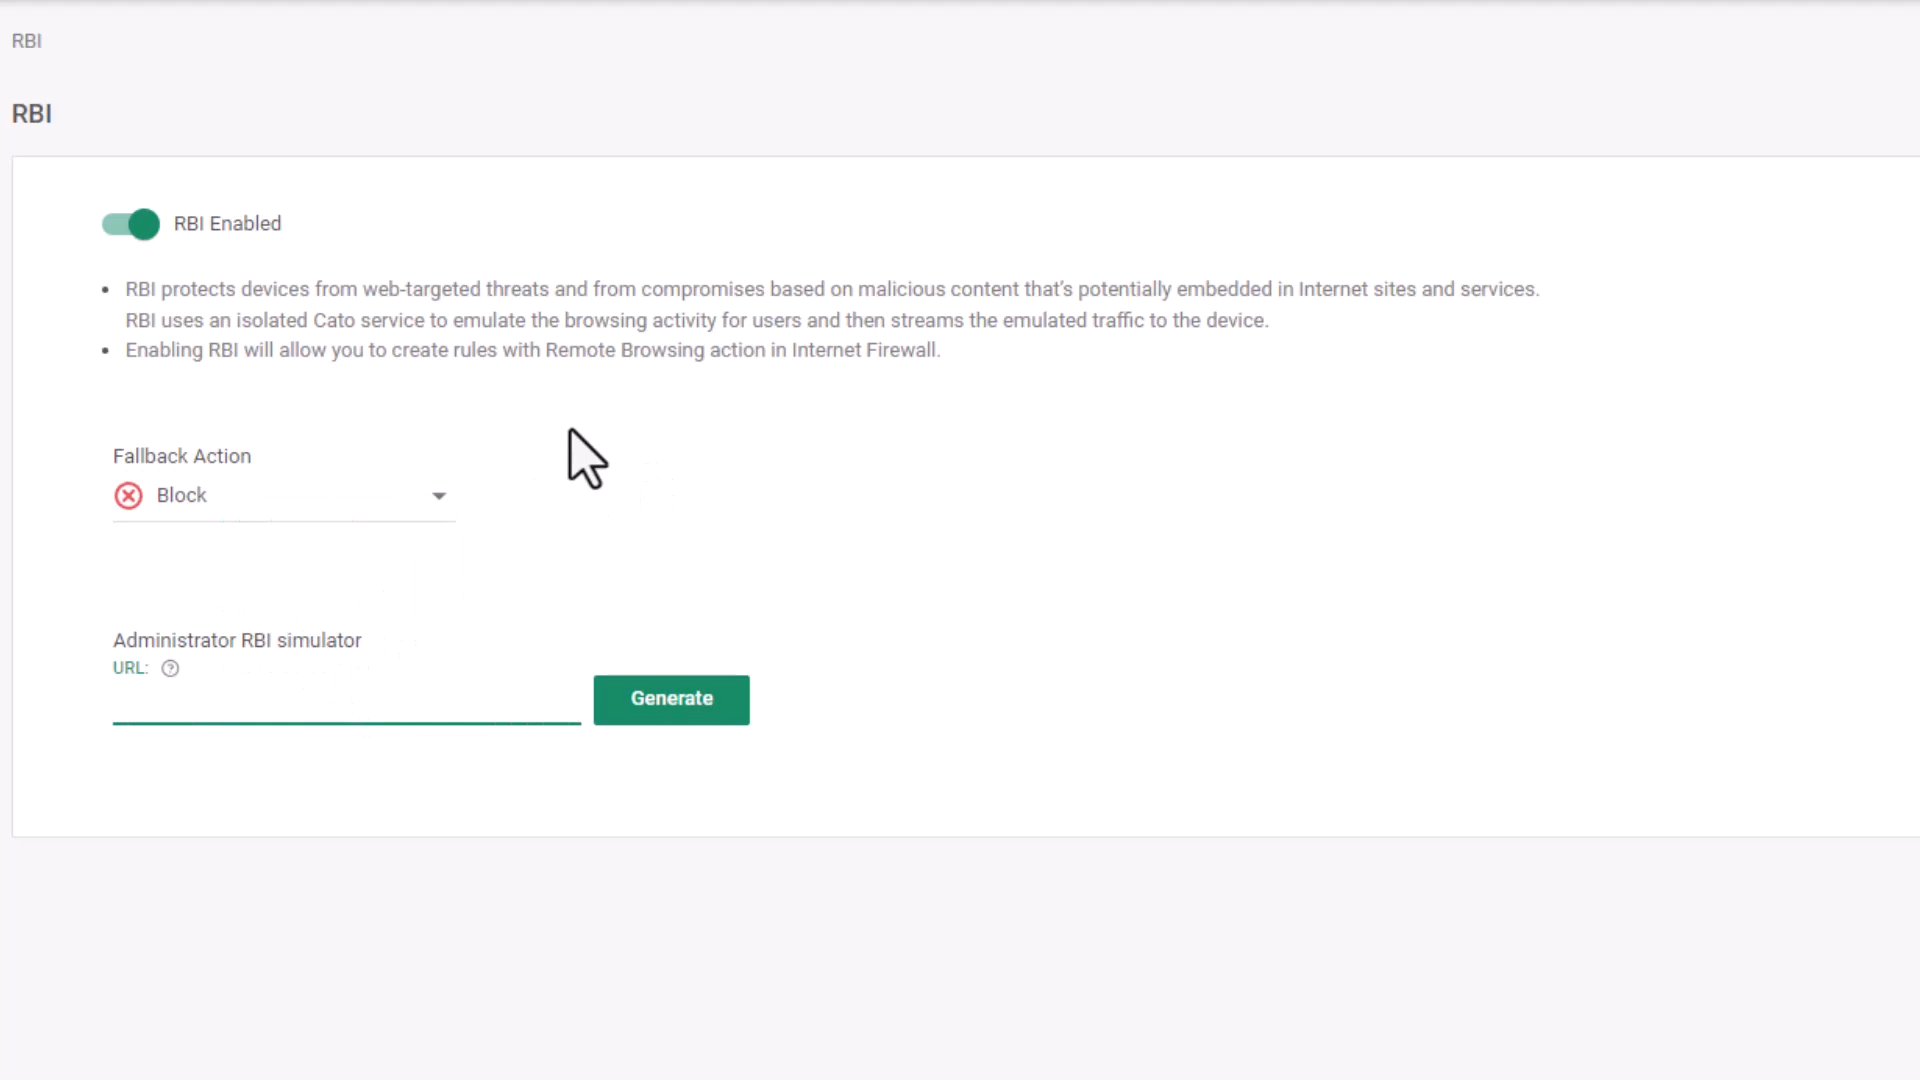 RBI
RBI
RBI Enabled
• RBI protects devices from web-targeted threats and from compromises based on malicious content that's potentially embedded in Internet sites and services.
RBI uses an isolated Cato service to emulate the browsing activity for users and then streams the emulated traffic to the device.
• Enabling RBI will allow you to create rules with Remote Browsing action in Internet Firewall.
Fallback Action
Block
Administrator RBI simulator
URL: ?
Generate